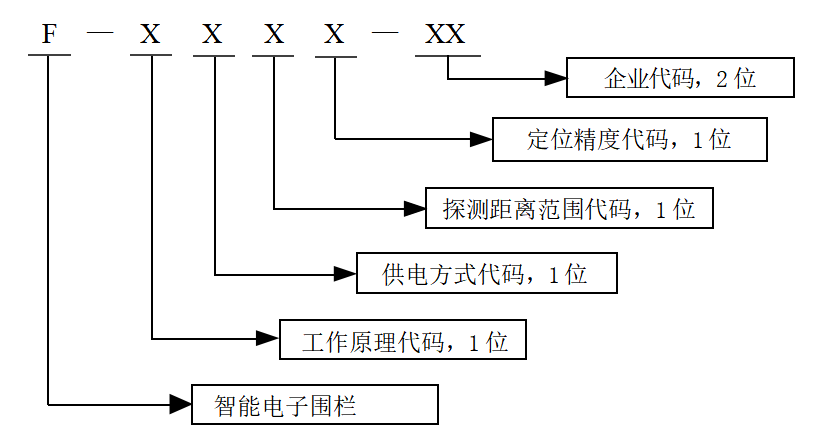 F — X X X X — XX
企业代码，2 位
定位精度代码，1 位
探测距离范围代码，1 位
供电方式代码，1 位
工作原理代码，1 位
智能电子围栏